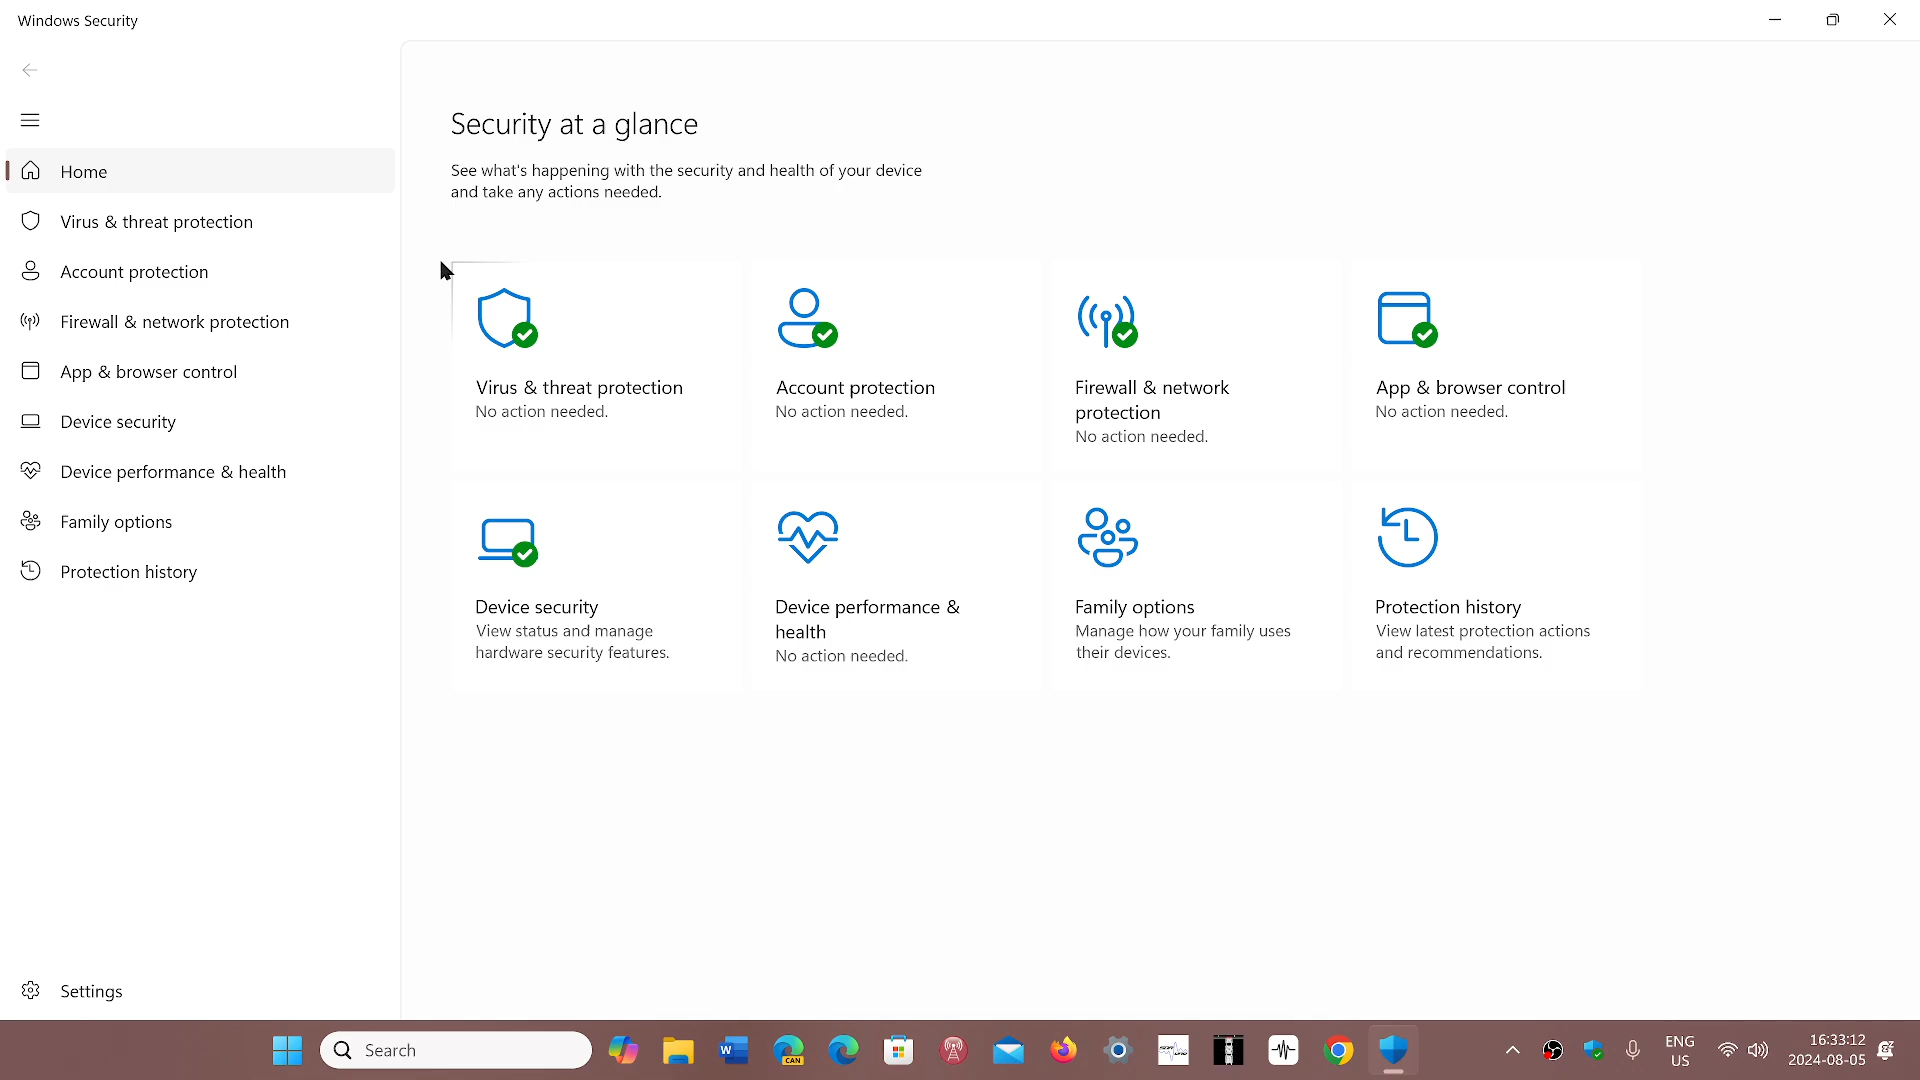 Windows Security
Home
Virus & threat protection
Account protection
Firewall & network protection
App & browser control
Device security
Device performance & health
Family options
Protection history
Settings
Security at a glance
See what's happening with the security and health of your device
and take any actions needed.
Virus & threat protection
No action needed.
Account protection
No action needed.
Firewall & network
protection
No action needed.
App & browser control
No action needed.
Device security
View status and manage
hardware security features.
Device performance &
health
No action needed.
Family options
Manage how your family uses
their devices.
Protection history
View latest protection actions
and recommendations.
Search
W
CAN
ENG
US
16:33:12
2024-08-05